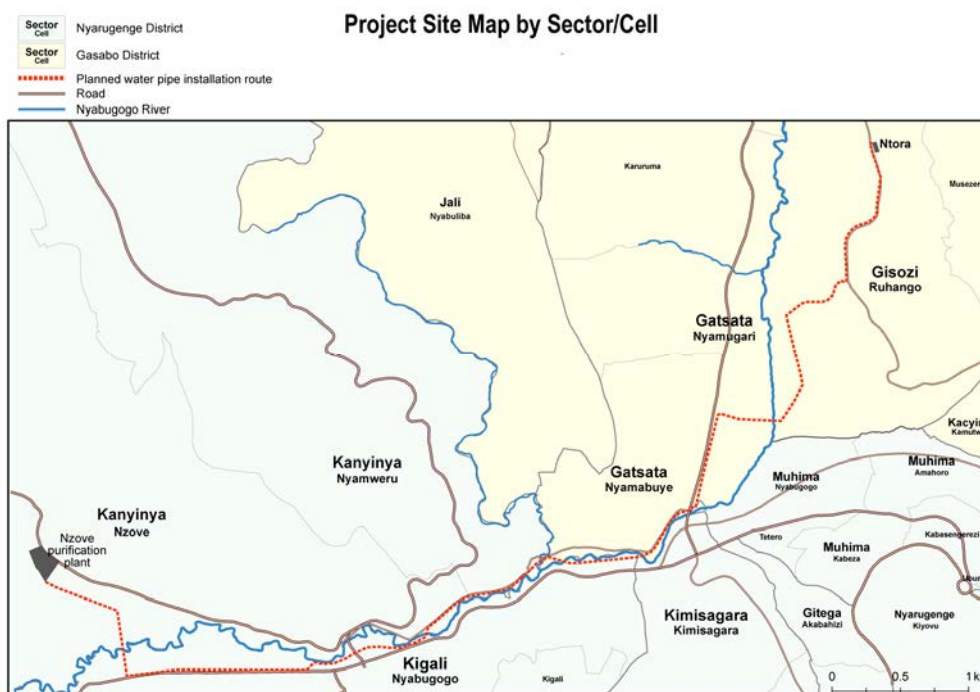 Project Site Map by Sector/Cell
Sector
Cell
Nyarugenge District
Sector
Cell
Gasabo District
Planned water pipe installation route
Road
Nyabugogo River
Ntora
Karuruma
Jali
Nyabuliba
Musezer
Gisozi
Ruhango
Gatsata
Nyamugari
Kacyir
Kamutw
Kanyinya
Nyamweru
Gatsata
Nyamabuye
Muhima
Nyabugogo
Muhima
Amahoro
Kanyinya
Nzove
Nzove
purification
plant
Tetero
Kabasengerezi
Muhima
Kabeza
Kimisagara
Kimisagara
Gitega
Akabahizi
Nyarugenge
Kiyovu
Kigali
Nyabugogo
Kigali
0 0.5